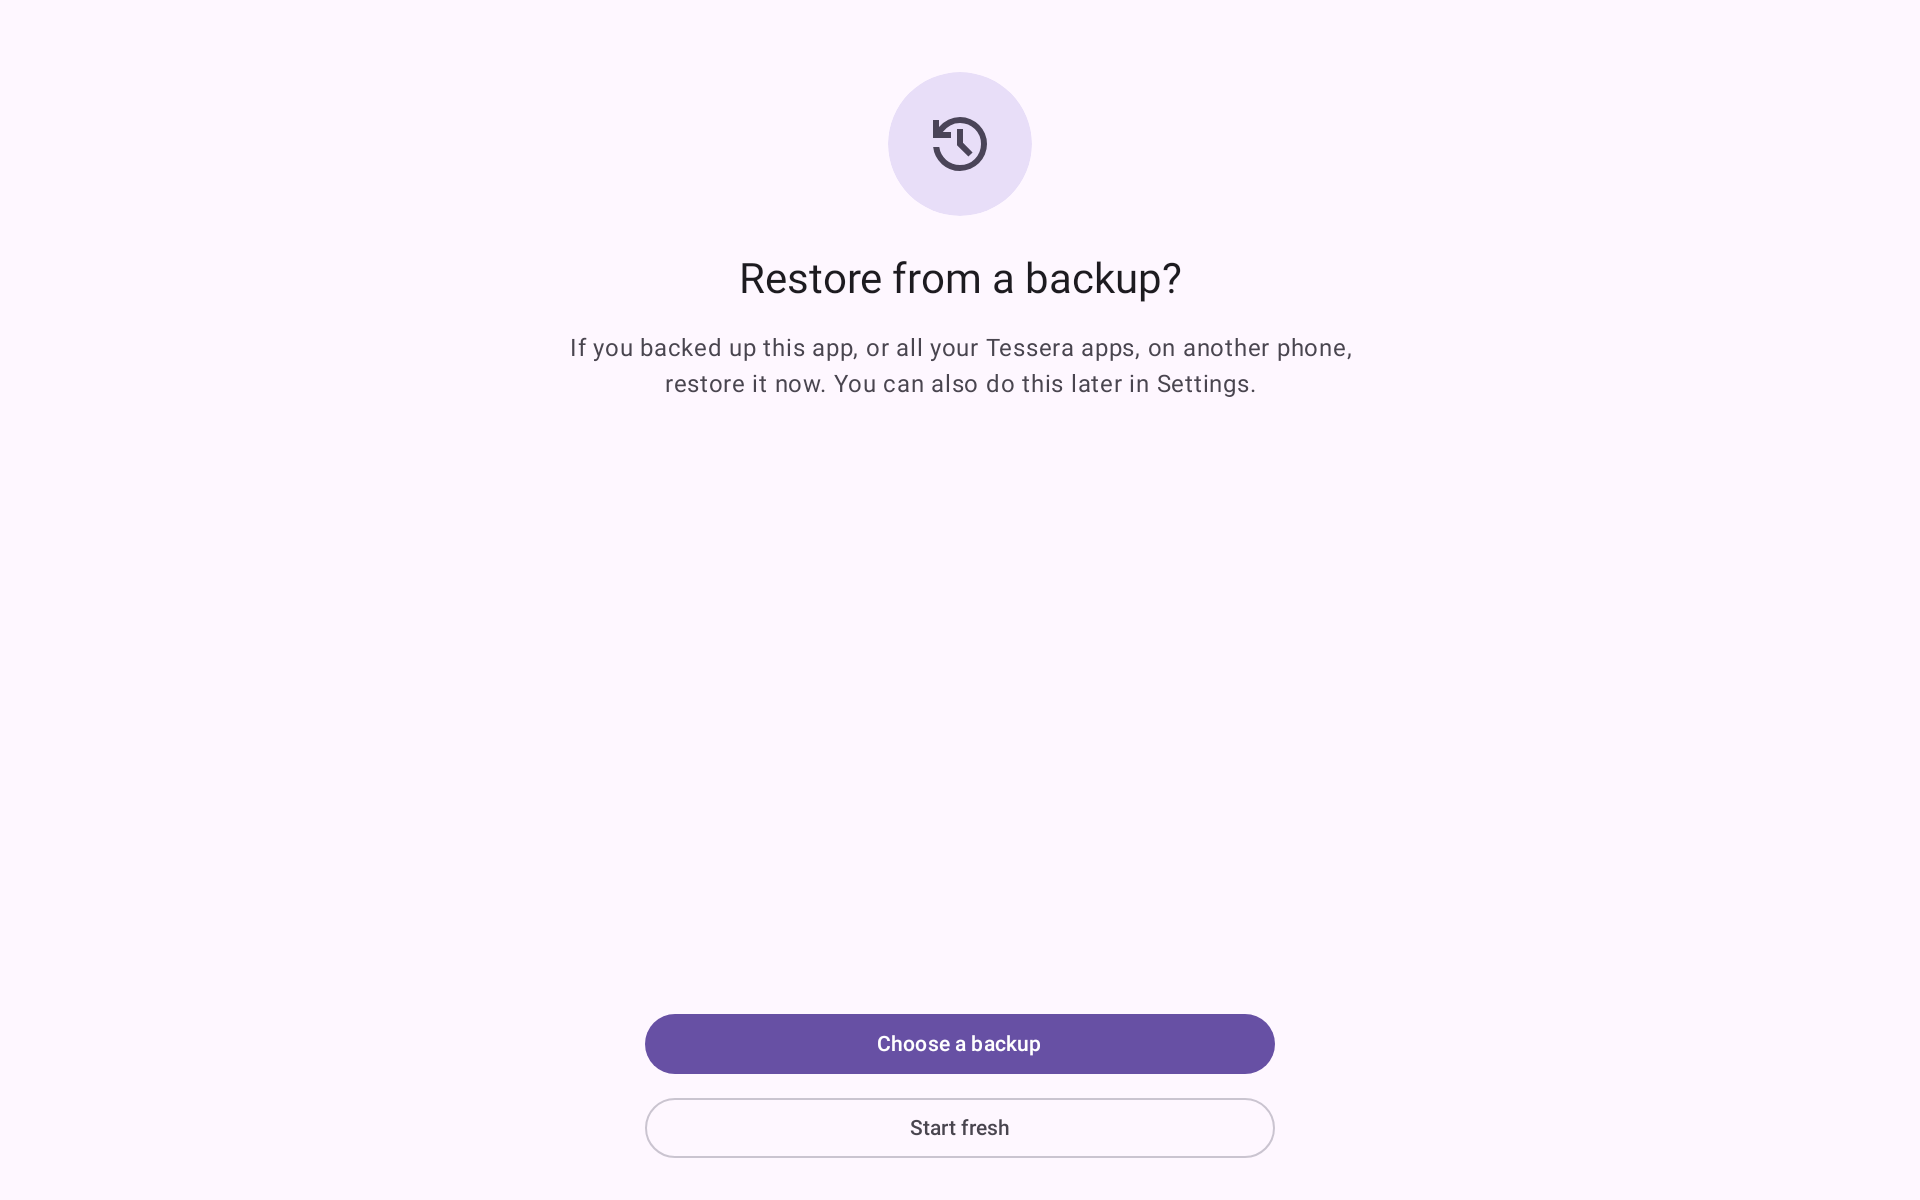 Restore from a backup?
If you backed up this app, or all your Tessera apps, on another phone,
restore it now. You can also do this later in Settings.
Choose a backup
Start fresh